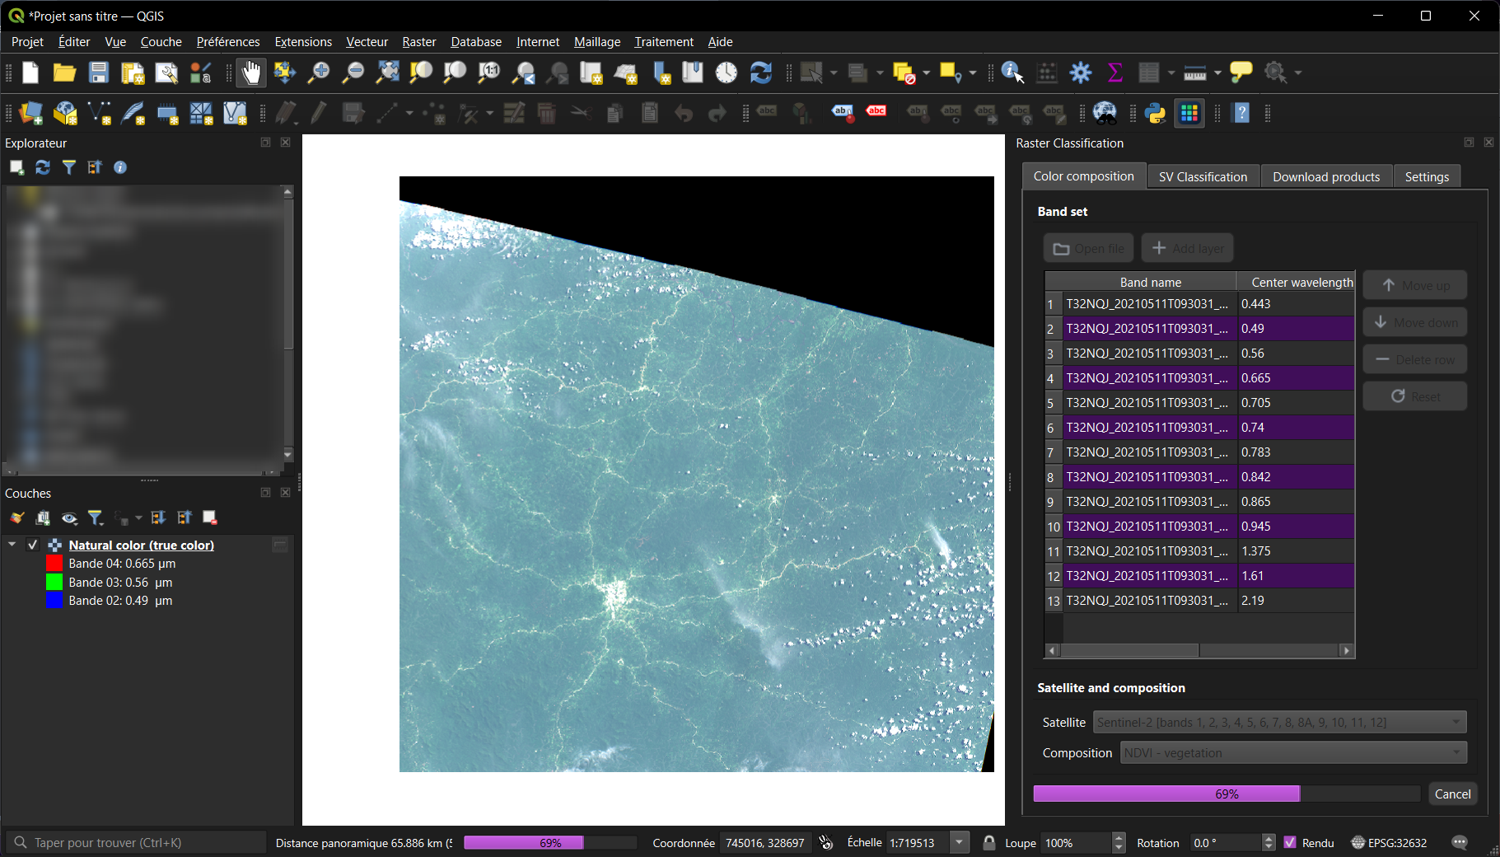 *Projet sans titre — QGIS
Projet Éditer Vue Couche Préférences Extensions Vecteur Raster Database Internet Maillage Traitement Aide
Explorateur
Raster Classification
Color composition SV Classification Download products Settings
Band set
Open file Add layer
Band name Center wavelength
1 T32NQJ_20210511T093031_... 0.443
2 T32NQJ_20210511T093031_... 0.49
3 T32NQJ_20210511T093031_... 0.56
4 T32NQJ_20210511T093031_... 0.665
5 T32NQJ_20210511T093031_... 0.705
6 T32NQJ_20210511T093031_... 0.74
7 T32NQJ_20210511T093031_... 0.783
8 T32NQJ_20210511T093031_... 0.842
9 T32NQJ_20210511T093031_... 0.865
10 T32NQJ_20210511T093031_... 0.945
11 T32NQJ_20210511T093031_... 1.375
12 T32NQJ_20210511T093031_... 1.61
13 T32NQJ_20210511T093031_... 2.19
Move up
Move down
Delete row
Reset
Couches
Natural color (true color)
Bande 04: 0.665 µm
Bande 03: 0.56 µm
Bande 02: 0.49 µm
Satellite and composition
Satellite Sentinel-2 [bands 1, 2, 3, 4, 5, 6, 7, 8, 8A, 9, 10, 11, 12]
Composition NDVI - vegetation
69% Cancel
Taper pour trouver (Ctrl+K) Distance panoramique 65.886 km (5 69% Coordonnée 745016, 328697 Échelle 1:719513 Loupe 100% Rotation 0.0 ° Rendu EPSG:32632